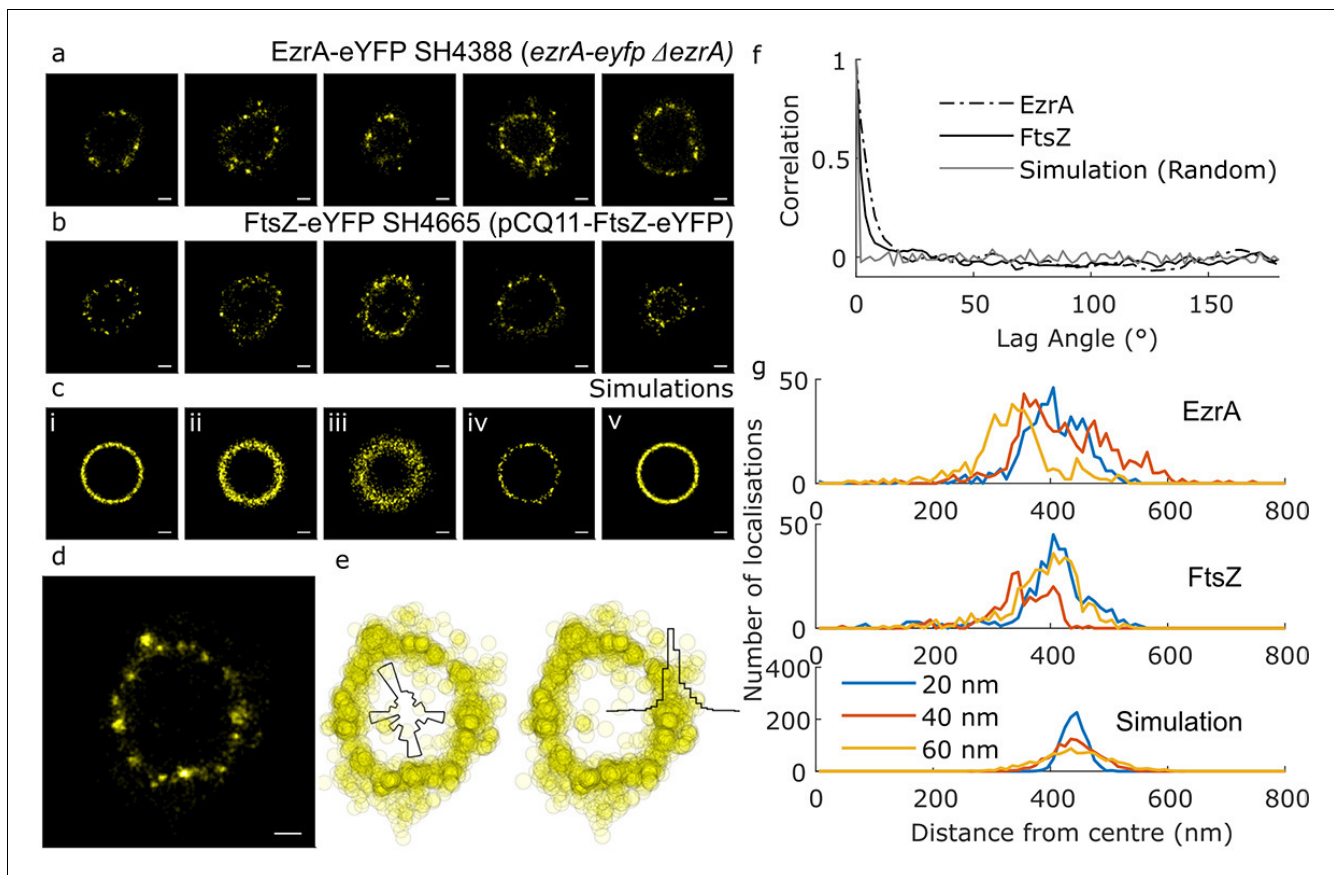 a
EzrA-eYFP SH4388 (ezrA-eyfp ΔezrA)
b
FtsZ-eYFP SH4665 (pCQ11-FtsZ-eYFP)
c
Simulations
i
ii
iii
iv
v
d
e
f
1
0.5
0
Correlation
EzrA
FtsZ
Simulation (Random)
0
50
100
150
Lag Angle (°)
g
Number of localisations
50
0
EzrA
0
200
400
600
800
50
0
FtsZ
0
200
400
600
800
400
200
0
20 nm
40 nm
60 nm
Simulation
0
200
400
600
800
Distance from centre (nm)